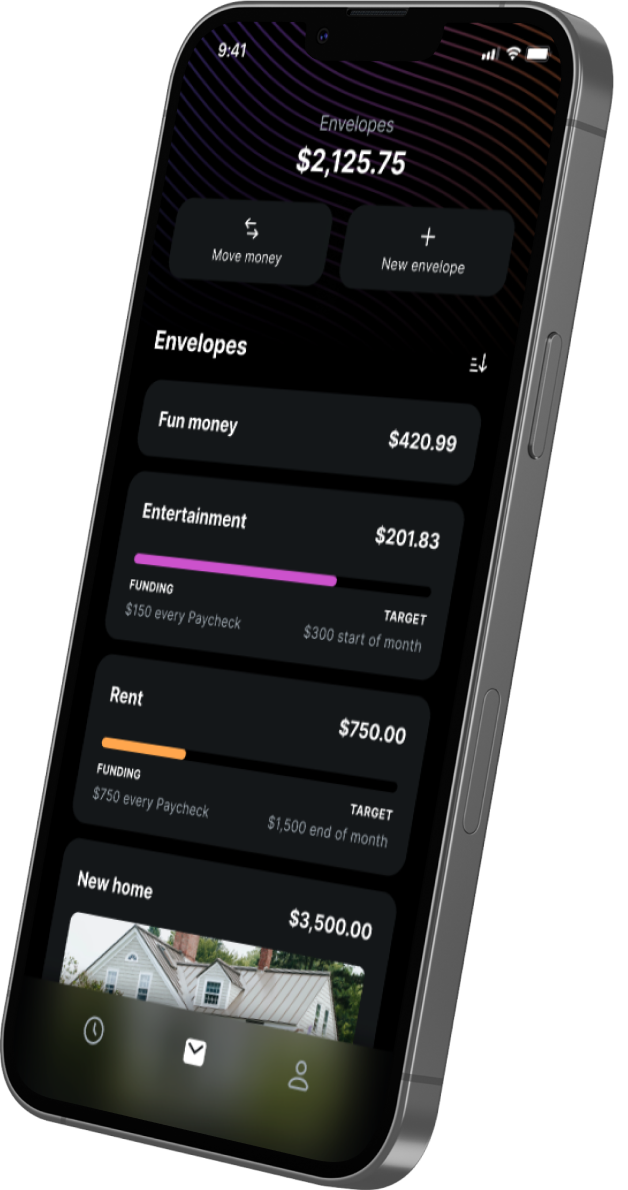 9:41
Envelopes
$2,125.75
Move money
New envelope
Envelopes
Fun money
$420.99
Entertainment
$201.83
FUNDING
TARGET
$150 every Paycheck
$300 start of month
Rent
$750.00
FUNDING
TARGET
$750 every Paycheck
$1,500 end of month
New home
$3,500.00